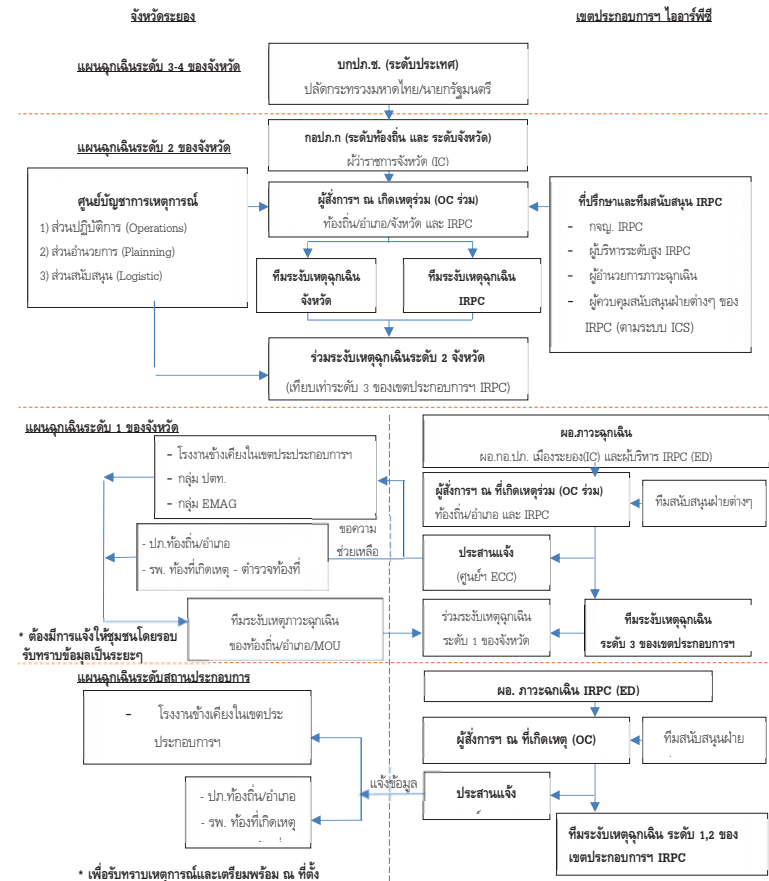 จังหวัดระยอง
เขตประกอบการฯ ไออาร์พีซี
แผนฉุกเฉินระดับ 3-4 ของจังหวัด
บกปภ.ช. (ระดับประเทศ)
ปลัดกระทรวงมหาดไทย/นายกรัฐมนตรี
แผนฉุกเฉินระดับ 2 ของจังหวัด
กอปภ.ก (ระดับท้องถิ่น และ ระดับจังหวัด)
ผู้ว่าราชการจังหวัด (IC)
ศูนย์บัญชาการเหตุการณ์
1) ส่วนปฏิบัติการ (Operations)
2) ส่วนอำนวยการ (Plainning)
3) ส่วนสนับสนุน (Logistic)
ผู้สั่งการฯ ณ เกิดเหตุร่วม (OC ร่วม)
ท้องถิ่น/อำเภอ/จังหวัด และ IRPC
ที่ปรึกษาและทีมสนับสนุน IRPC
- กจญ. IRPC
- ผู้บริหารระดับสูง IRPC
- ผู้อำนวยการภาวะฉุกเฉิน
- ผู้ควบคุมสนับสนุนฝ่ายต่างๆ ของ
IRPC (ตามระบบ ICS)
ทีมระงับเหตุฉุกเฉิน
จังหวัด
ทีมระงับเหตุฉุกเฉิน
IRPC
ร่วมระงับเหตุฉุกเฉินระดับ 2 จังหวัด
(เทียบเท่าระดับ 3 ของเขตประกอบการฯ IRPC)
แผนฉุกเฉินระดับ 1 ของจังหวัด
- โรงงานข้างเคียงในเขตประประกอบการฯ
- กลุ่ม ปตท.
- กลุ่ม EMAG
ผอ.ภาวะฉุกเฉิน
ผอ.กอ.ปภ. เมืองระยอง(IC) และผู้บริหาร IRPC (ED)
ผู้สั่งการฯ ณ ที่เกิดเหตุร่วม (OC ร่วม)
ท้องถิ่น/อำเภอ และ IRPC
ทีมสนับสนุนฝ่ายต่างๆ
ขอความ
ช่วยเหลือ
- ปภ.ท้องถิ่น/อำเภอ
- รพ. ท้องที่เกิดเหตุ - ตำรวจท้องที่
ประสานแจ้ง
(ศูนย์ฯ ECC)
ทีมระงับเหตุภาวะฉุกเฉิน
ของท้องถิ่น/อำเภอ/MOU
ร่วมระงับเหตุฉุกเฉิน
ระดับ 1 ของจังหวัด
ทีมระงับเหตุฉุกเฉิน
ระดับ 3 ของเขตประกอบการฯ
* ต้องมีการแจ้งให้ชุมชนโดยรอบ
รับทราบข้อมูลเป็นระยะๆ
แผนฉุกเฉินระดับสถานประกอบการ
- โรงงานข้างเคียงในเขตประ
ประกอบการฯ
ผอ. ภาวะฉุกเฉิน IRPC (ED)
ผู้สั่งการฯ ณ ที่เกิดเหตุ (OC)
ทีมสนับสนุนฝ่าย
แจ้งข้อมูล
ประสานแจ้ง
- ปภ.ท้องถิ่น/อำเภอ
- รพ. ท้องที่เกิดเหตุ
ทีมระงับเหตุฉุกเฉิน ระดับ 1,2 ของ
เขตประกอบการฯ IRPC
* เพื่อรับทราบเหตุการณ์และเตรียมพร้อม ณ ที่ตั้ง